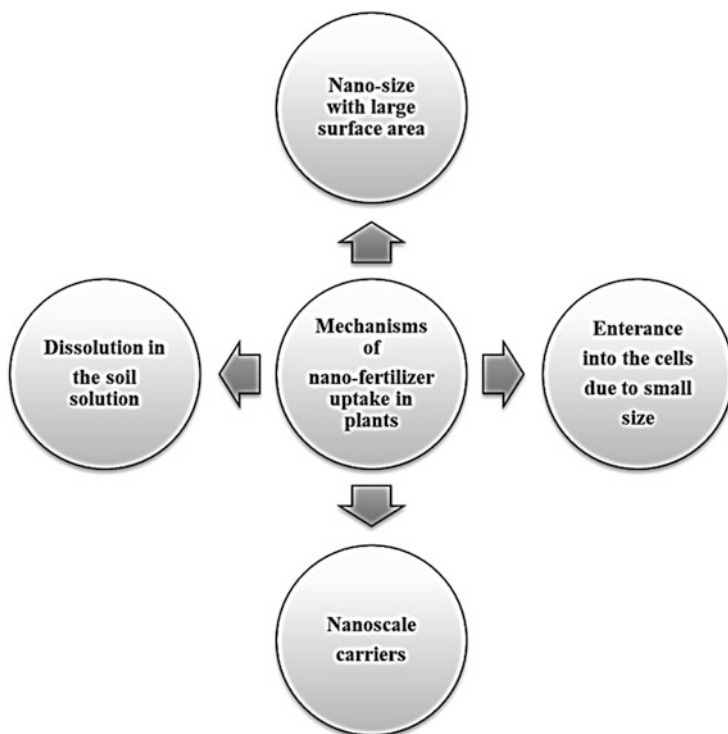 Nano-size
with large
surface area
Dissolution in
the soil
solution
Mechanisms
of
nano-fertilizer
uptake in
plants
Enterance
into the cells
due to small
size
Nanoscale
carriers